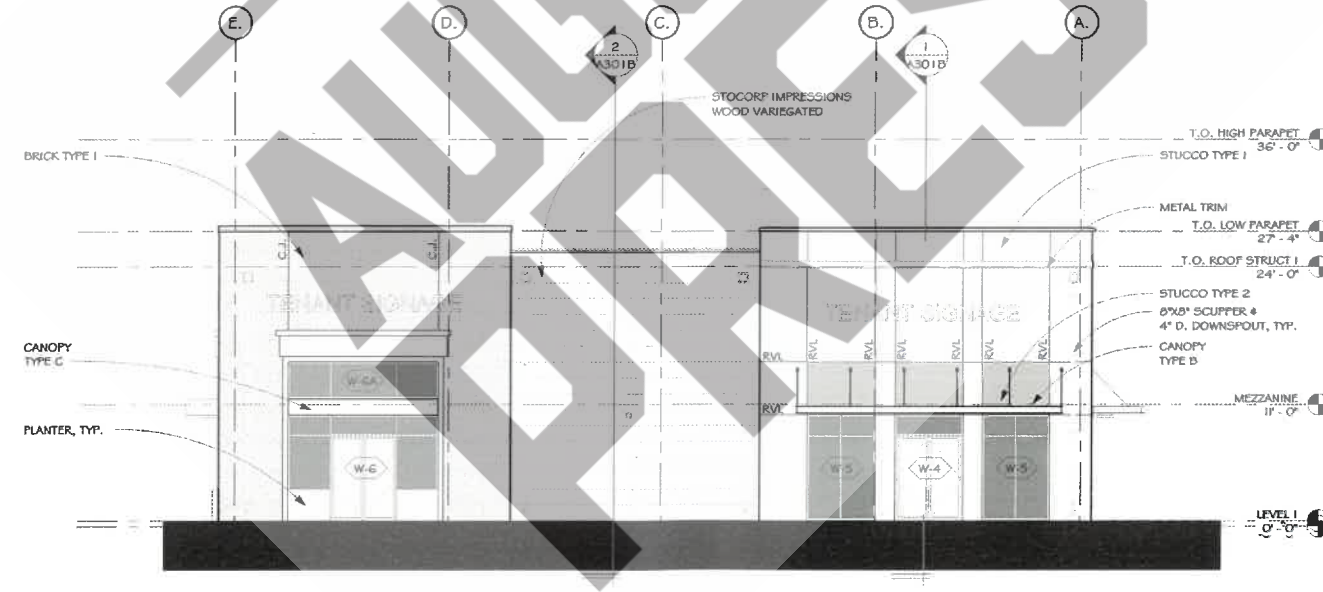 E.
D.
C.
B.
A.
2
A301B
1
A301B
STOCORP IMPRESSIONS
WOOD VARIEGATED
T.O. HIGH PARAPET
36' - 0"
BRICK TYPE 1
STUCCO TYPE 1
METAL TRIM
T.O. LOW PARAPET
27' - 4"
C.J.
C.J.
T.O. ROOF STRUCT 1
24' - 0"
STUCCO TYPE 2
TENANT SIGNAGE
TENANT SIGNAGE
8"X8" SCUPPER &
4" D. DOWNSPOUT, TYP.
CANOPY
TYPE C
CANOPY
TYPE B
RVL
RVL
RVL
RVL
RVL
RVL
W-6A
MEZZANINE
11' - 0"
RVL
PLANTER, TYP.
W-6
W-5
W-4
W-5
LEVEL 1
0' - 0"